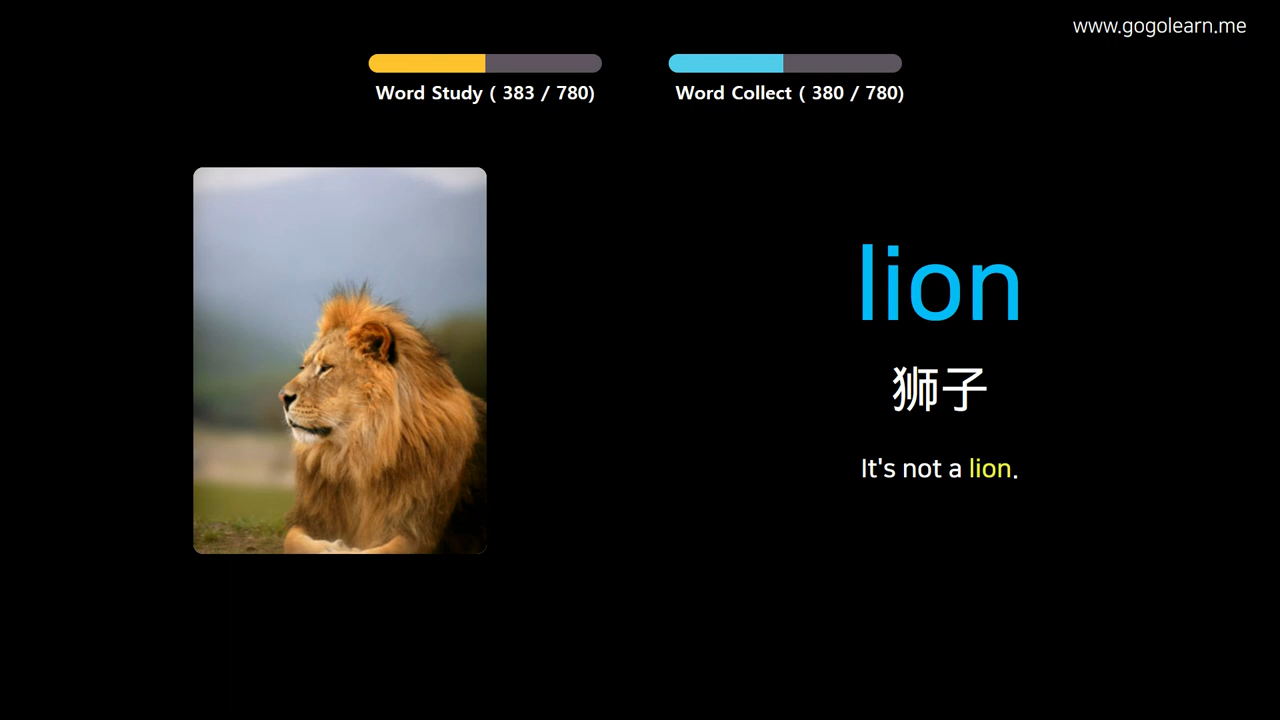 www.gogolearn.me
Word Study ( 383 / 780)
Word Collect ( 380 / 780)
lion
狮子
It's not a lion.